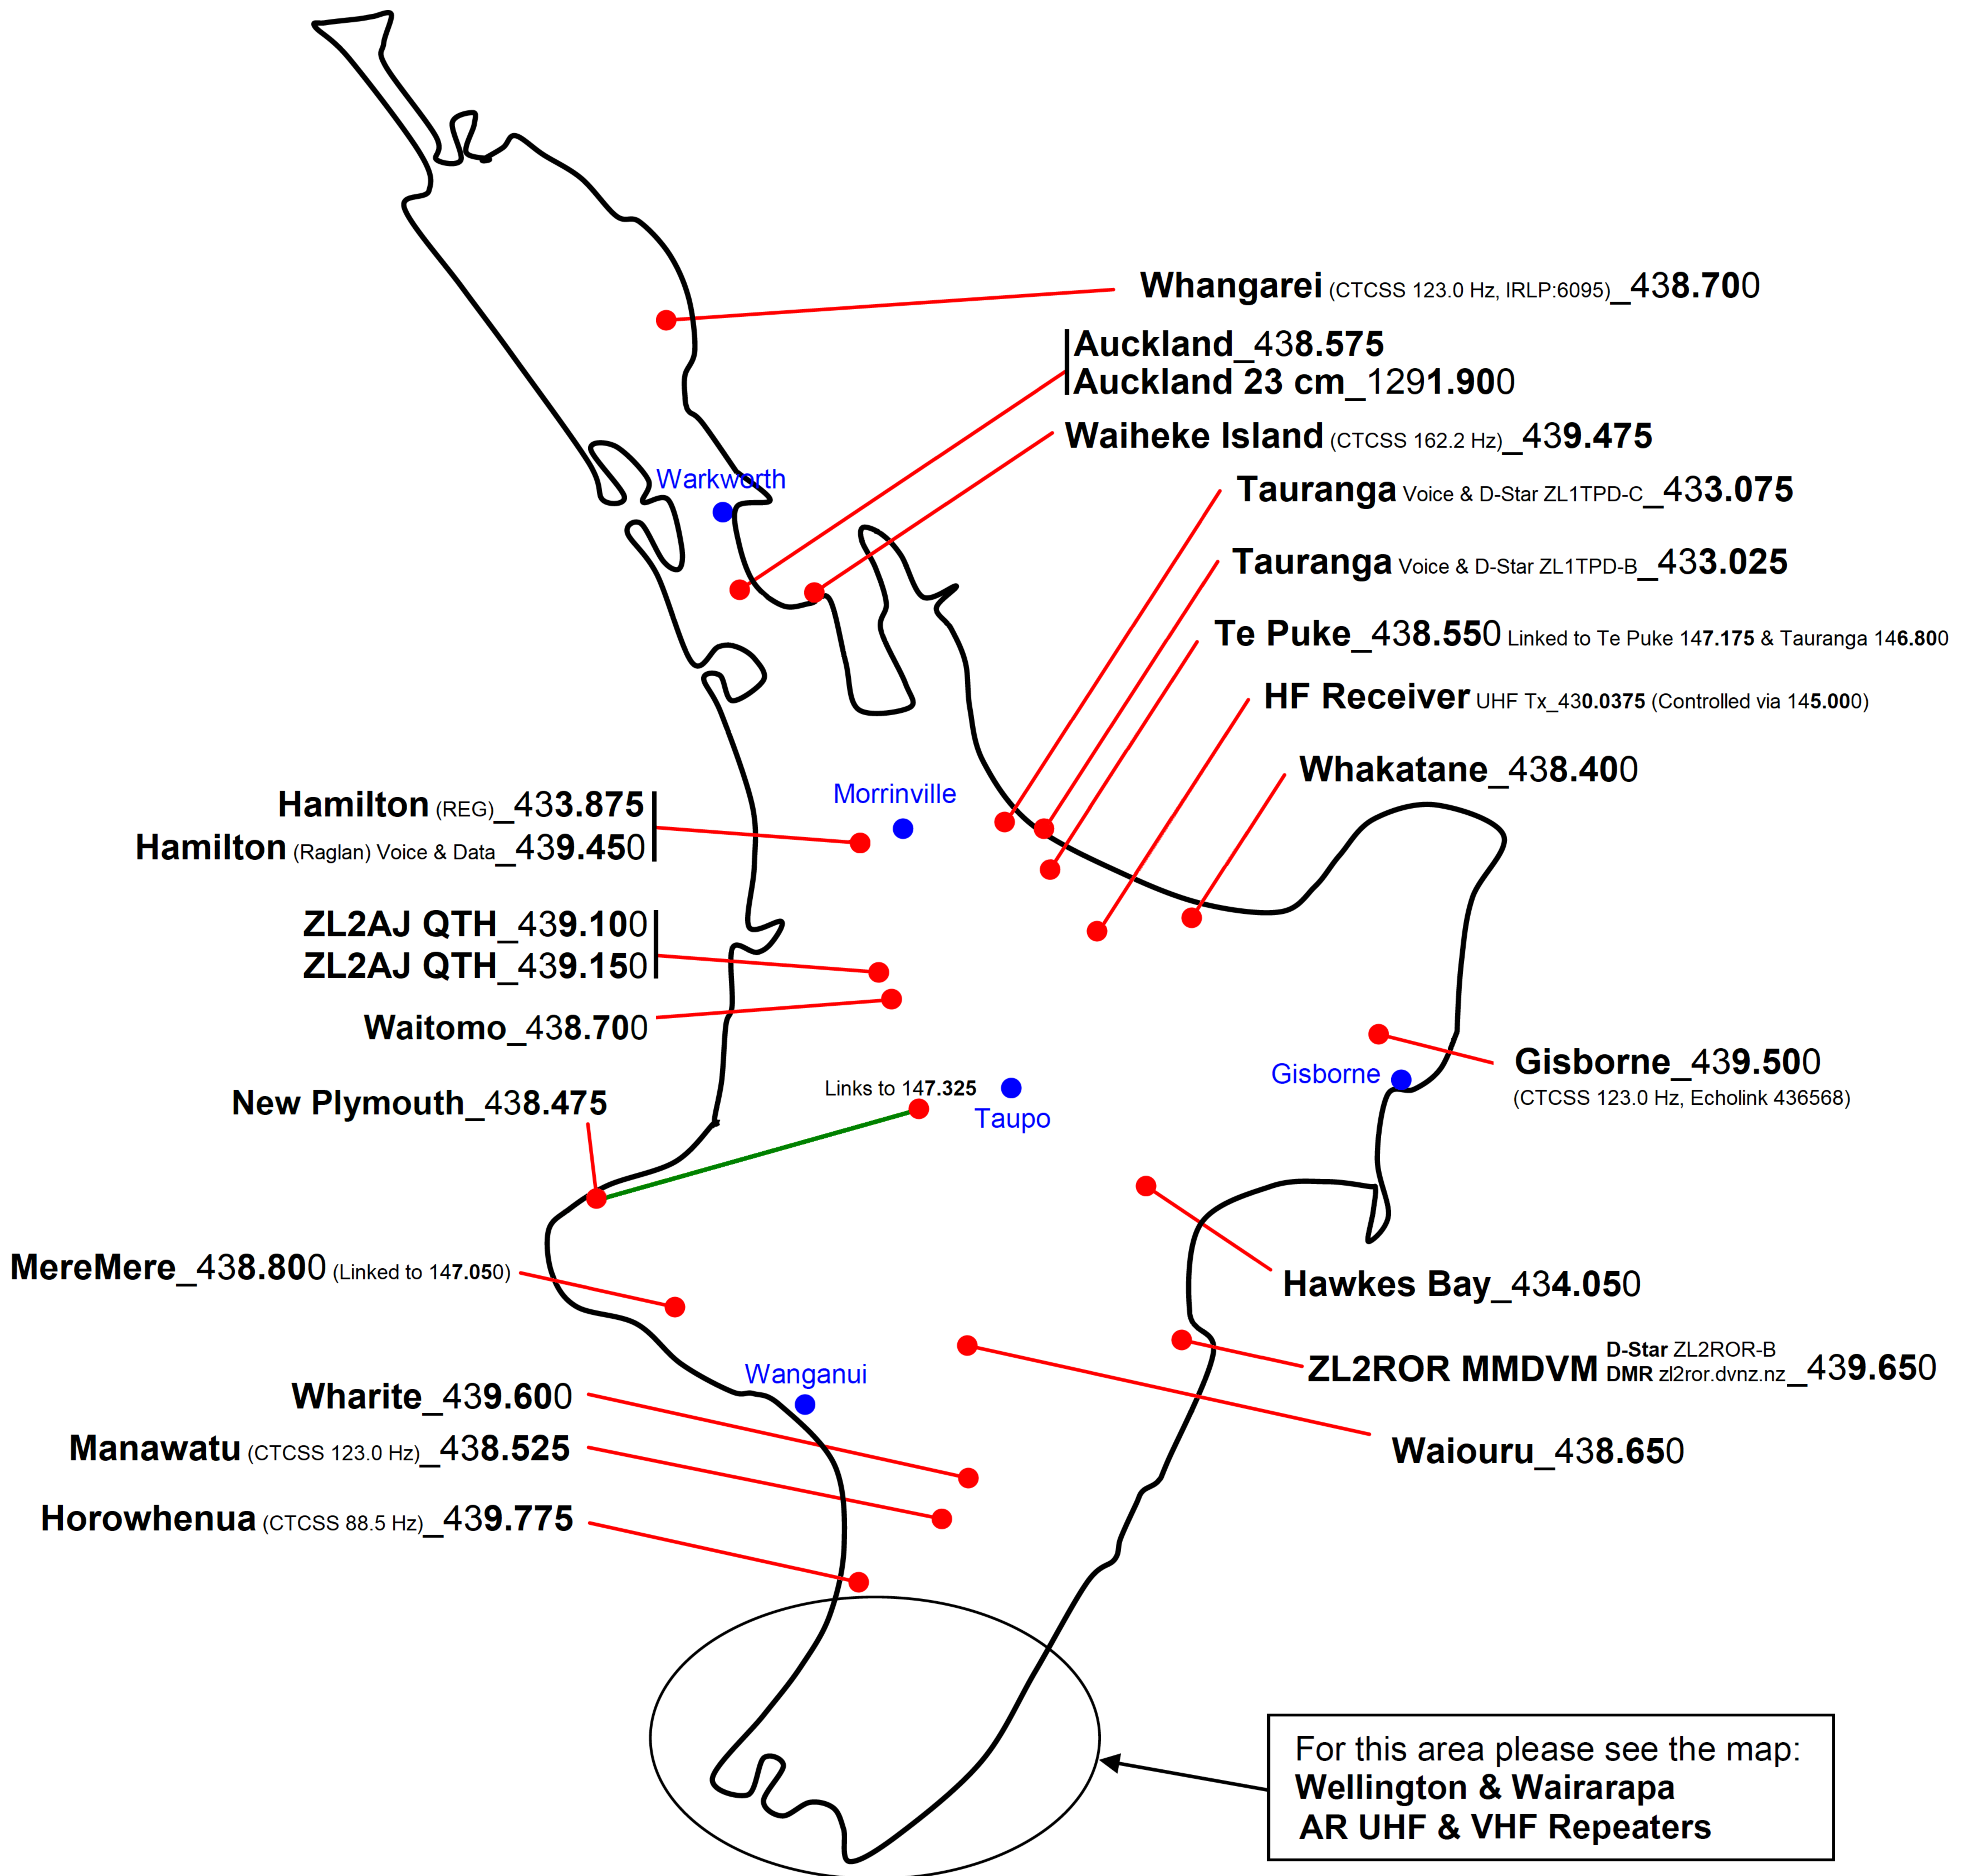 Whangarei (CTCSS 123.0 Hz, IRLP:6095)_438.700
Auckland_438.575
Auckland 23 cm_1291.900
Waiheke Island (CTCSS 162.2 Hz)_439.475
Warkworth
Tauranga Voice & D-Star ZL1TPD-C_433.075
Tauranga Voice & D-Star ZL1TPD-B_433.025
Te Puke_438.550 Linked to Te Puke 147.175 & Tauranga 146.800
HF Receiver UHF Tx_430.0375 (Controlled via 145.000)
Whakatane_438.400
Morrinville
Hamilton (REG)_433.875
Hamilton (Raglan) Voice & Data_439.450
ZL2AJ QTH_439.100
ZL2AJ QTH_439.150
Waitomo_438.700
Gisborne_439.500
(CTCSS 123.0 Hz, Echolink 436568)
Gisborne
Links to 147.325
Taupo
New Plymouth_438.475
MereMere_438.800 (Linked to 147.050)
Hawkes Bay_434.050
ZL2ROR MMDVM D-Star ZL2ROR-B
DMR zl2ror.dvnz.nz_439.650
Wanganui
Wharite_439.600
Manawatu (CTCSS 123.0 Hz)_438.525
Waiouru_438.650
Horowhenua (CTCSS 88.5 Hz)_439.775
For this area please see the map:
Wellington & Wairarapa
AR UHF & VHF Repeaters